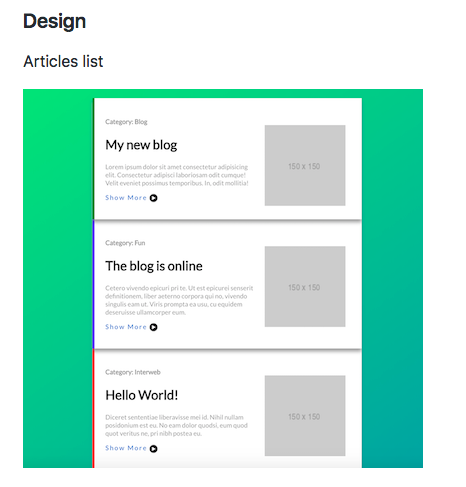 Design
Articles list
Category: Blog
My new blog
Lorem ipsum dolor sit amet consectetur adipisicing
elit. Consectetur adipisci laboriosam odit cumque!
Velit eveniet possimus temporibus. In, odit mollitia!
Show More
150 x 150
Category: Fun
The blog is online
Cetero vivendo epicuri pri te. Ut est epicurei senserit
definitionem, liber aeterno corpora qui no, vivendo
singulis eam ut. Viris prompta ea usu, cu equidem
deseruisse ullamcorper eum.
Show More
150 x 150
Category: Interweb
Hello World!
Diceret sententiae liberavisse mei id. Nihil nullam
posidonium est eu. No eam dolor quodsi, eum quod
quot veritus ne, pri nibh postea eu.
Show More
150 x 150